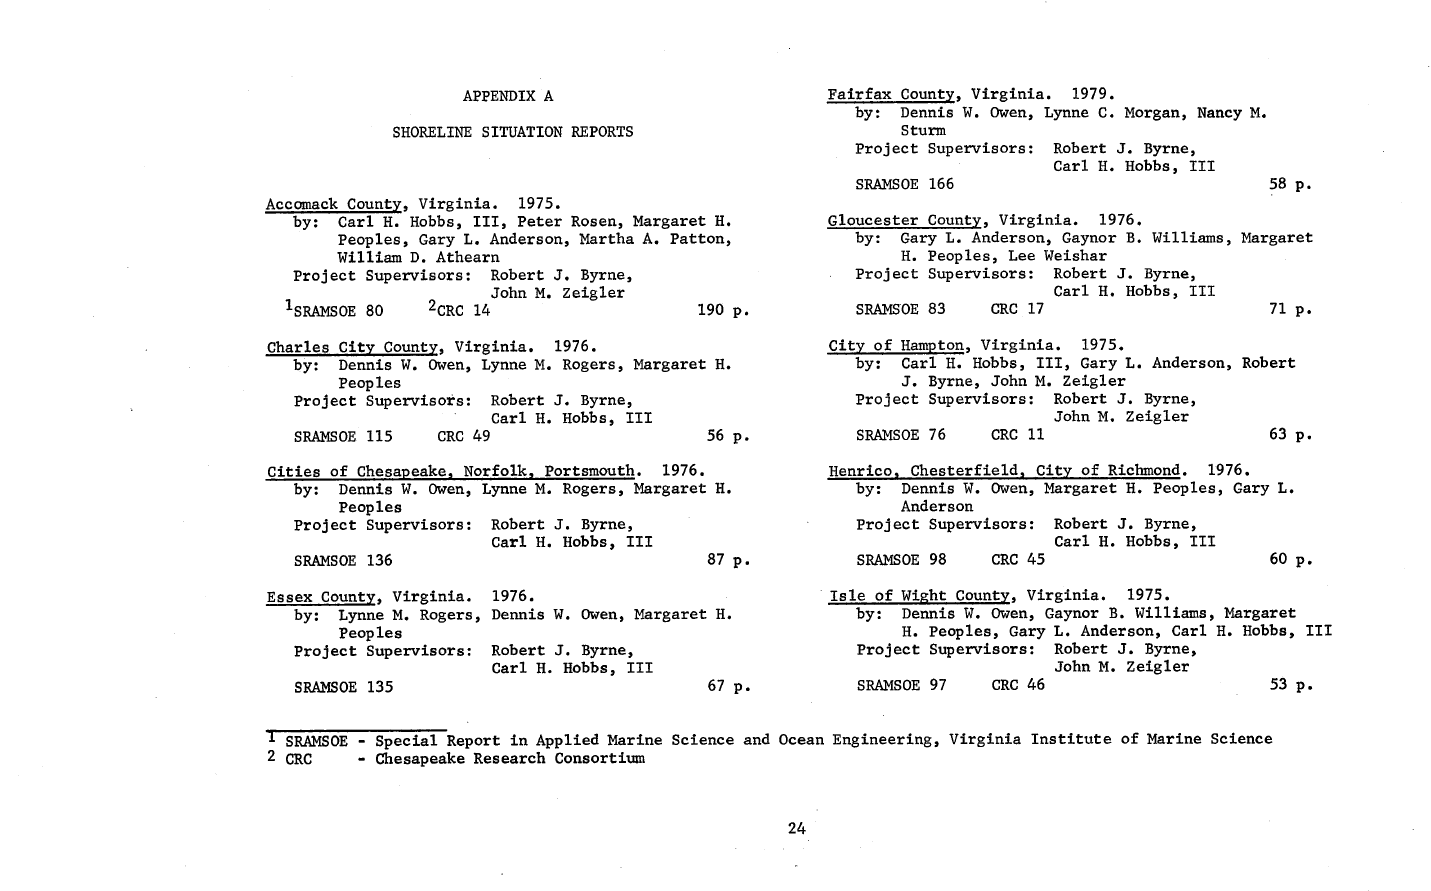 APPENDIX A
SHORELINE SITUATION REPORTS
Accomack County, Virginia. 1975.
by: Carl H. Hobbs, III, Peter Rosen, Margaret H.
Peoples, Gary L. Anderson, Martha A. Patton,
William D. Athearn
Project Supervisors: Robert J. Byrne,
John M. Zeigler
1SRAMSOE 80 2CRC 14 190 p.
Charles City County, Virginia. 1976.
by: Dennis W. Owen, Lynne M. Rogers, Margaret H.
Peoples
Project Supervisors: Robert J. Byrne,
Carl H. Hobbs, III
SRAMSOE 115 CRC 49 56 p.
Cities of Chesapeake, Norfolk, Portsmouth. 1976.
by: Dennis W. Owen, Lynne M. Rogers, Margaret H.
Peoples
Project Supervisors: Robert J. Byrne,
Carl H. Hobbs, III
SRAMSOE 136 87 p.
Essex County, Virginia. 1976.
by: Lynne M. Rogers, Dennis W. Owen, Margaret H.
Peoples
Project Supervisors: Robert J. Byrne,
Carl H. Hobbs, III
SRAMSOE 135 67 p.
Fairfax County, Virginia. 1979.
by: Dennis W. Owen, Lynne C. Morgan, Nancy M.
Sturm
Project Supervisors: Robert J. Byrne,
Carl H. Hobbs, III
SRAMSOE 166 58 p.
Gloucester County, Virginia. 1976.
by: Gary L. Anderson, Gaynor B. Williams, Margaret
H. Peoples, Lee Weishar
Project Supervisors: Robert J. Byrne,
Carl H. Hobbs, III
SRAMSOE 83 CRC 17 71 p.
City of Hampton, Virginia. 1975.
by: Carl H. Hobbs, III, Gary L. Anderson, Robert
J. Byrne, John M. Zeigler
Project Supervisors: Robert J. Byrne,
John M. Zeigler
SRAMSOE 76 CRC 11 63 p.
Henrico, Chesterfield, City of Richmond. 1976.
by: Dennis W. Owen, Margaret H. Peoples, Gary L.
Anderson
Project Supervisors: Robert J. Byrne,
Carl H. Hobbs, III
SRAMSOE 98 CRC 45 60 p.
Isle of Wight County, Virginia. 1975.
by: Dennis W. Owen, Gaynor B. Williams, Margaret
H. Peoples, Gary L. Anderson, Carl H. Hobbs, III
Project Supervisors: Robert J. Byrne,
John M. Zeigler
SRAMSOE 97 CRC 46 53 p.
1 SRAMSOE - Special Report in Applied Marine Science and Ocean Engineering, Virginia Institute of Marine Science
2 CRC - Chesapeake Research Consortium
24